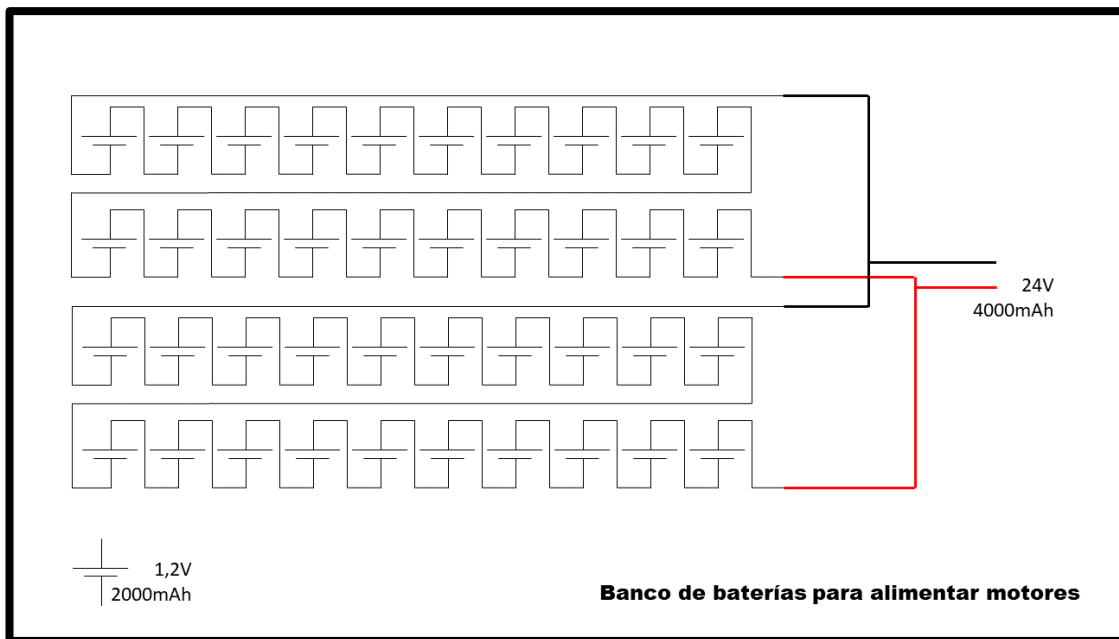 24V
4000mAh
1,2V
2000mAh
Banco de baterías para alimentar motores